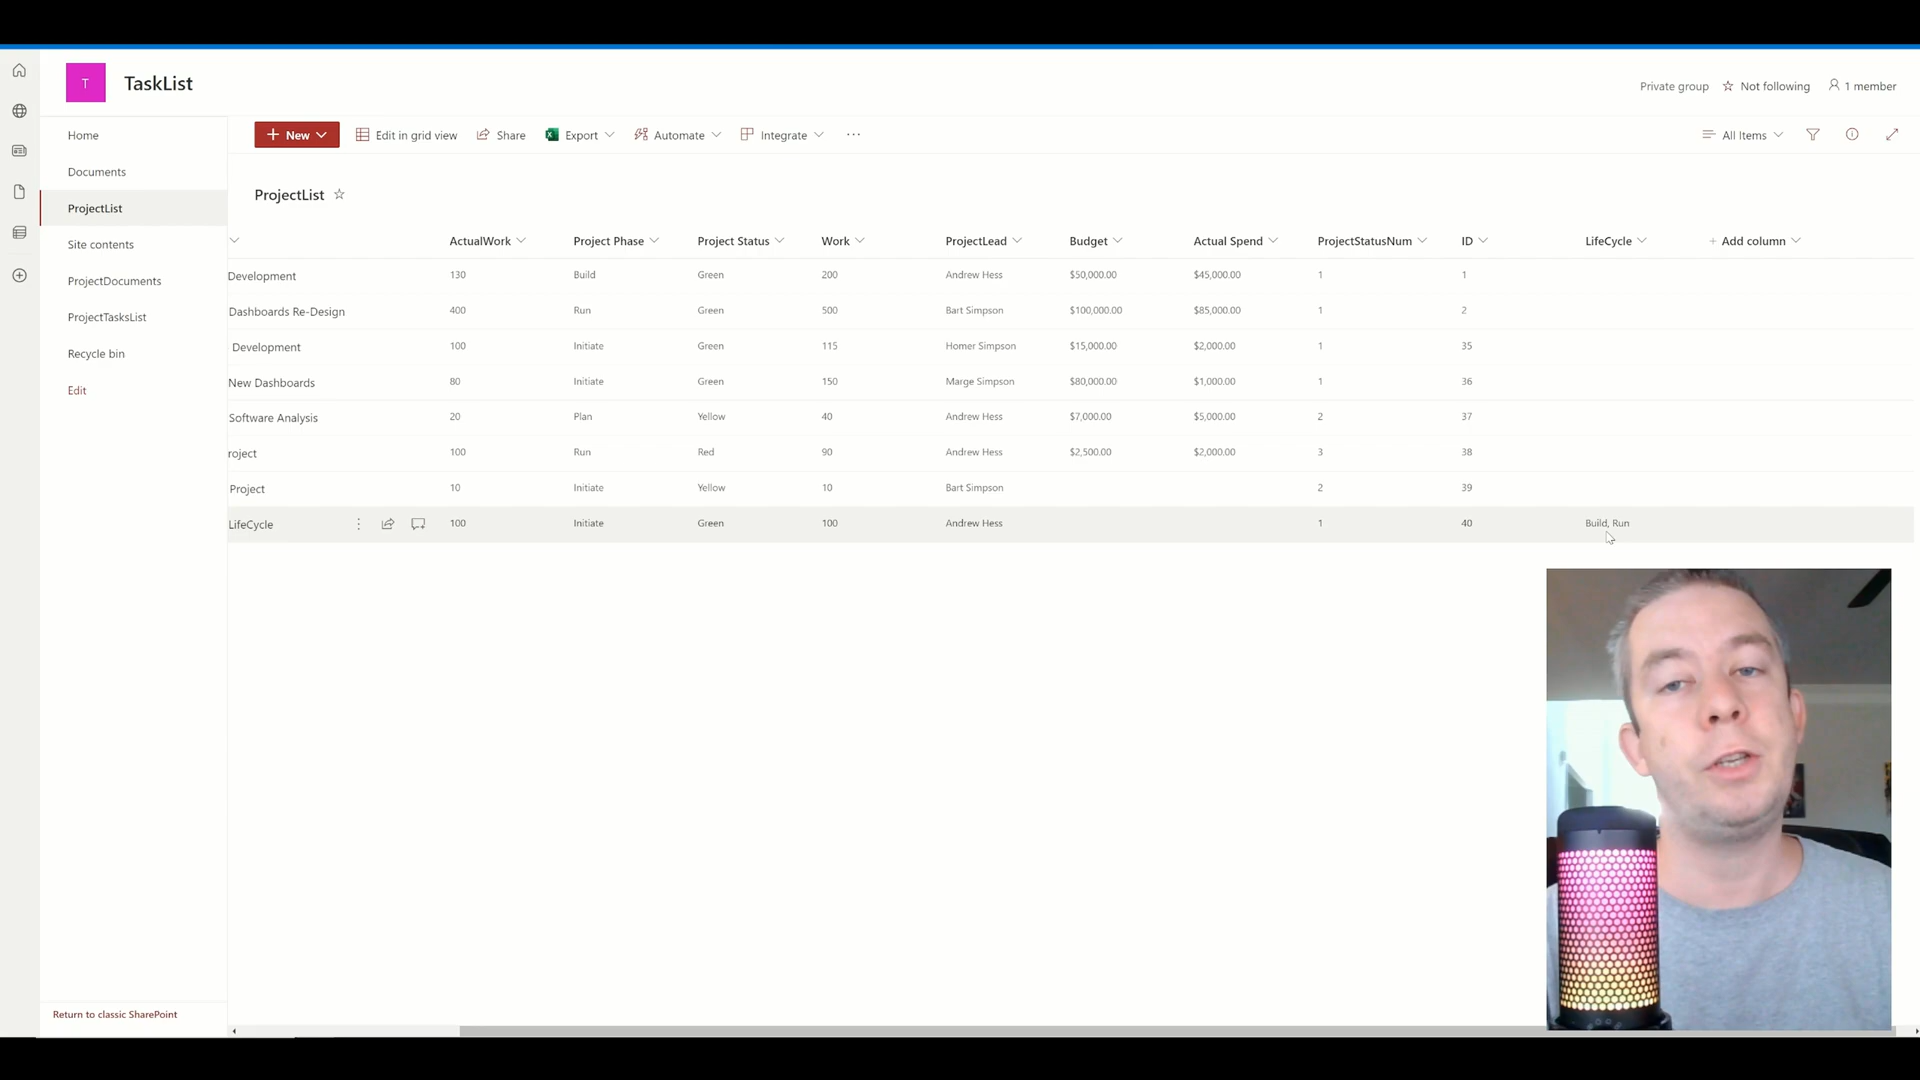 T
TaskList
Private group
Not following
1 member
Home
Documents
ProjectList
Site contents
ProjectDocuments
ProjectTasksList
Recycle bin
Edit
Return to classic SharePoint
+ New
Edit in grid view
Share
Export
Automate
Integrate
...
All Items
ProjectList
ActualWork Project Phase Project Status Work ProjectLead Budget Actual Spend ProjectStatusNum ID LifeCycle + Add column
Development 130 Build Green 200 Andrew Hess $50,000.00 $45,000.00 1 1
Dashboards Re-Design 400 Run Green 500 Bart Simpson $100,000.00 $85,000.00 1 2
Development 100 Initiate Green 115 Homer Simpson $15,000.00 $2,000.00 1 35
New Dashboards 80 Initiate Green 150 Marge Simpson $80,000.00 $1,000.00 1 36
Software Analysis 20 Plan Yellow 40 Andrew Hess $7,000.00 $5,000.00 2 37
roject 100 Run Red 90 Andrew Hess $2,500.00 $2,000.00 3 38
Project 10 Initiate Yellow 10 Bart Simpson 2 39
LifeCycle 100 Initiate Green 100 Andrew Hess 1 40 Build, Run